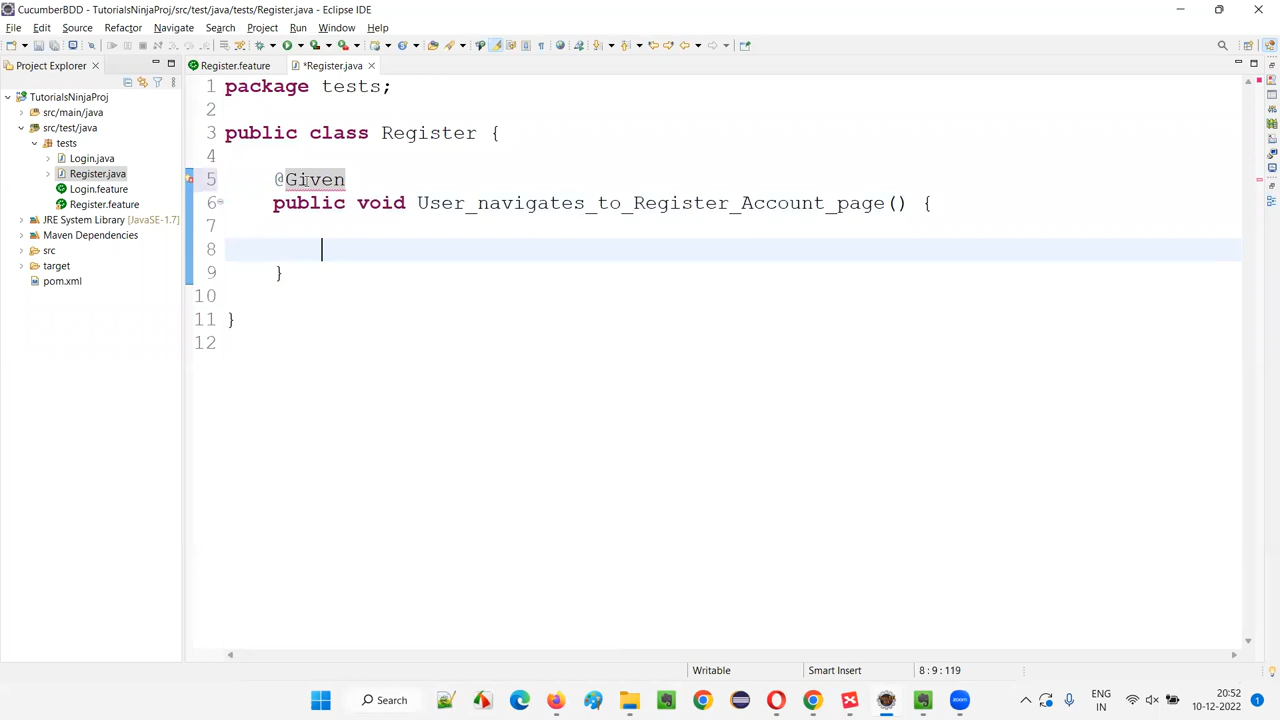 CucumberBDD - TutorialsNinjaProj/src/test/java/tests/Register.java - Eclipse IDE
File Edit Source Refactor Navigate Search Project Run Window Help
Project Explorer
Register.feature
*Register.java
TutorialsNinjaProj
src/main/java
src/test/java
tests
Login.java
Register.java
Login.feature
Register.feature
JRE System Library [JavaSE-1.7]
Maven Dependencies
src
target
pom.xml
1 package tests;
2
3 public class Register {
4
5 @Given
6 public void User_navigates_to_Register_Account_page() {
7
8
9 }
10
11 }
12
Writable Smart Insert 8 : 9 : 119
Search
ENG
IN
20:52
10-12-2022
1